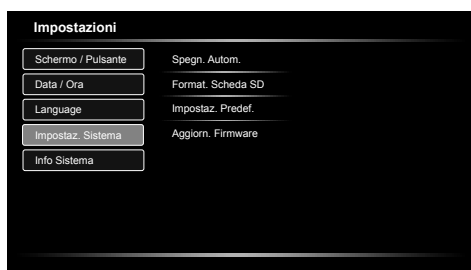 Impostazioni
Schermo / Pulsante
Data / Ora
Language
Impostaz. Sistema
Info Sistema
Spegn. Autom.
Format. Scheda SD
Impostaz. Predef.
Aggiorn. Firmware